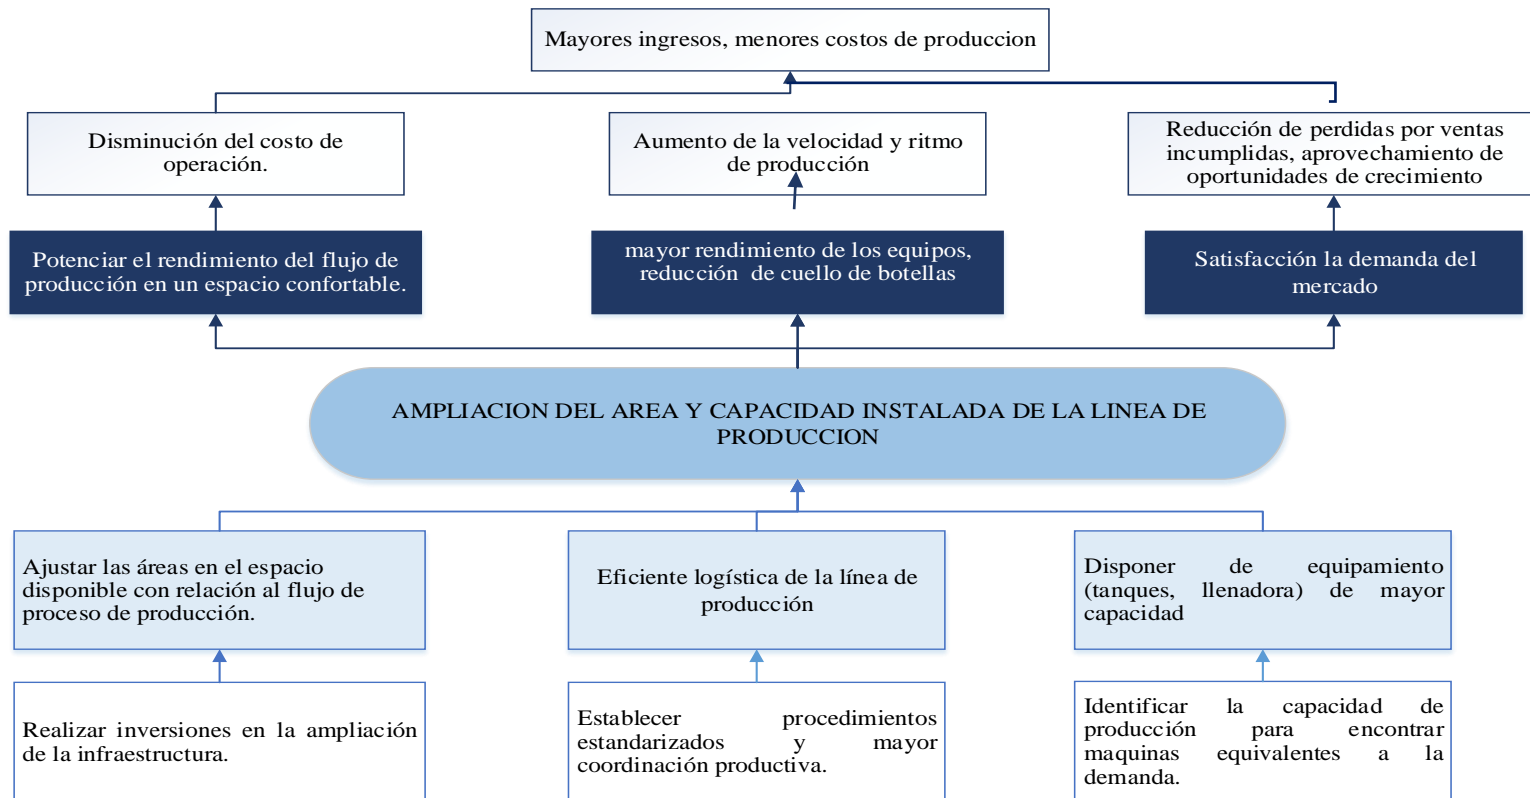 Mayores ingresos, menores costos de produccion
Disminución del costo de
operación.
Aumento de la velocidad y ritmo
de producción
Reducción de perdidas por ventas
incumplidas, aprovechamiento de
oportunidades de crecimiento
Potenciar el rendimiento del flujo de
producción en un espacio confortable.
mayor rendimiento de los equipos,
reducción de cuello de botellas
Satisfacción la demanda del
mercado
AMPLIACION DEL AREA Y CAPACIDAD INSTALADA DE LA LINEA DE
PRODUCCION
Ajustar las áreas en el espacio
disponible con relación al flujo de
proceso de producción.
Eficiente logística de la línea de
producción
Disponer de equipamiento
(tanques, llenadora) de mayor
capacidad
Realizar inversiones en la ampliación
de la infraestructura.
Establecer procedimientos
estandarizados y mayor
coordinación productiva.
Identificar la capacidad de
producción para encontrar
maquinas equivalentes a la
demanda.